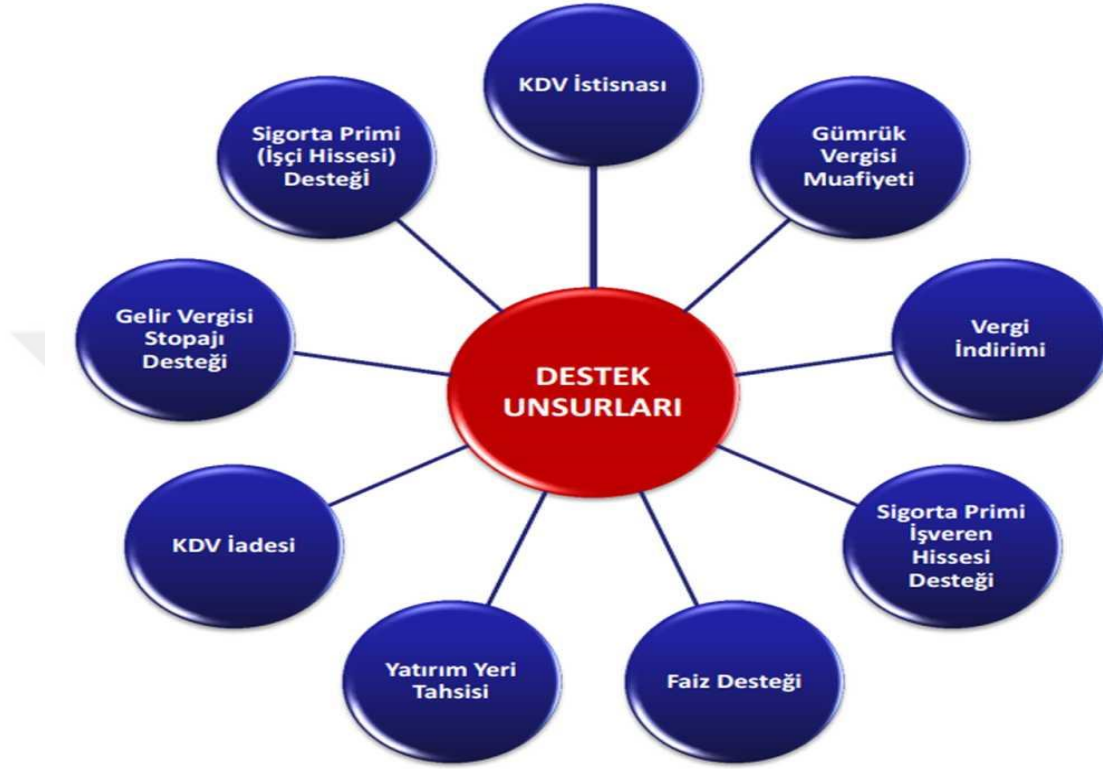 KDV İstisnası
Gümrük
Vergisi
Muafiyeti
Vergi
İndirimi
Sigorta Primi
İşveren
Hissesi
Desteği
Faiz Desteği
Yatırım Yeri
Tahsisi
KDV İadesi
Gelir Vergisi
Stopajı
Desteği
Sigorta Primi
(İşçi Hissesi)
Desteğİ
DESTEK
UNSURLARI